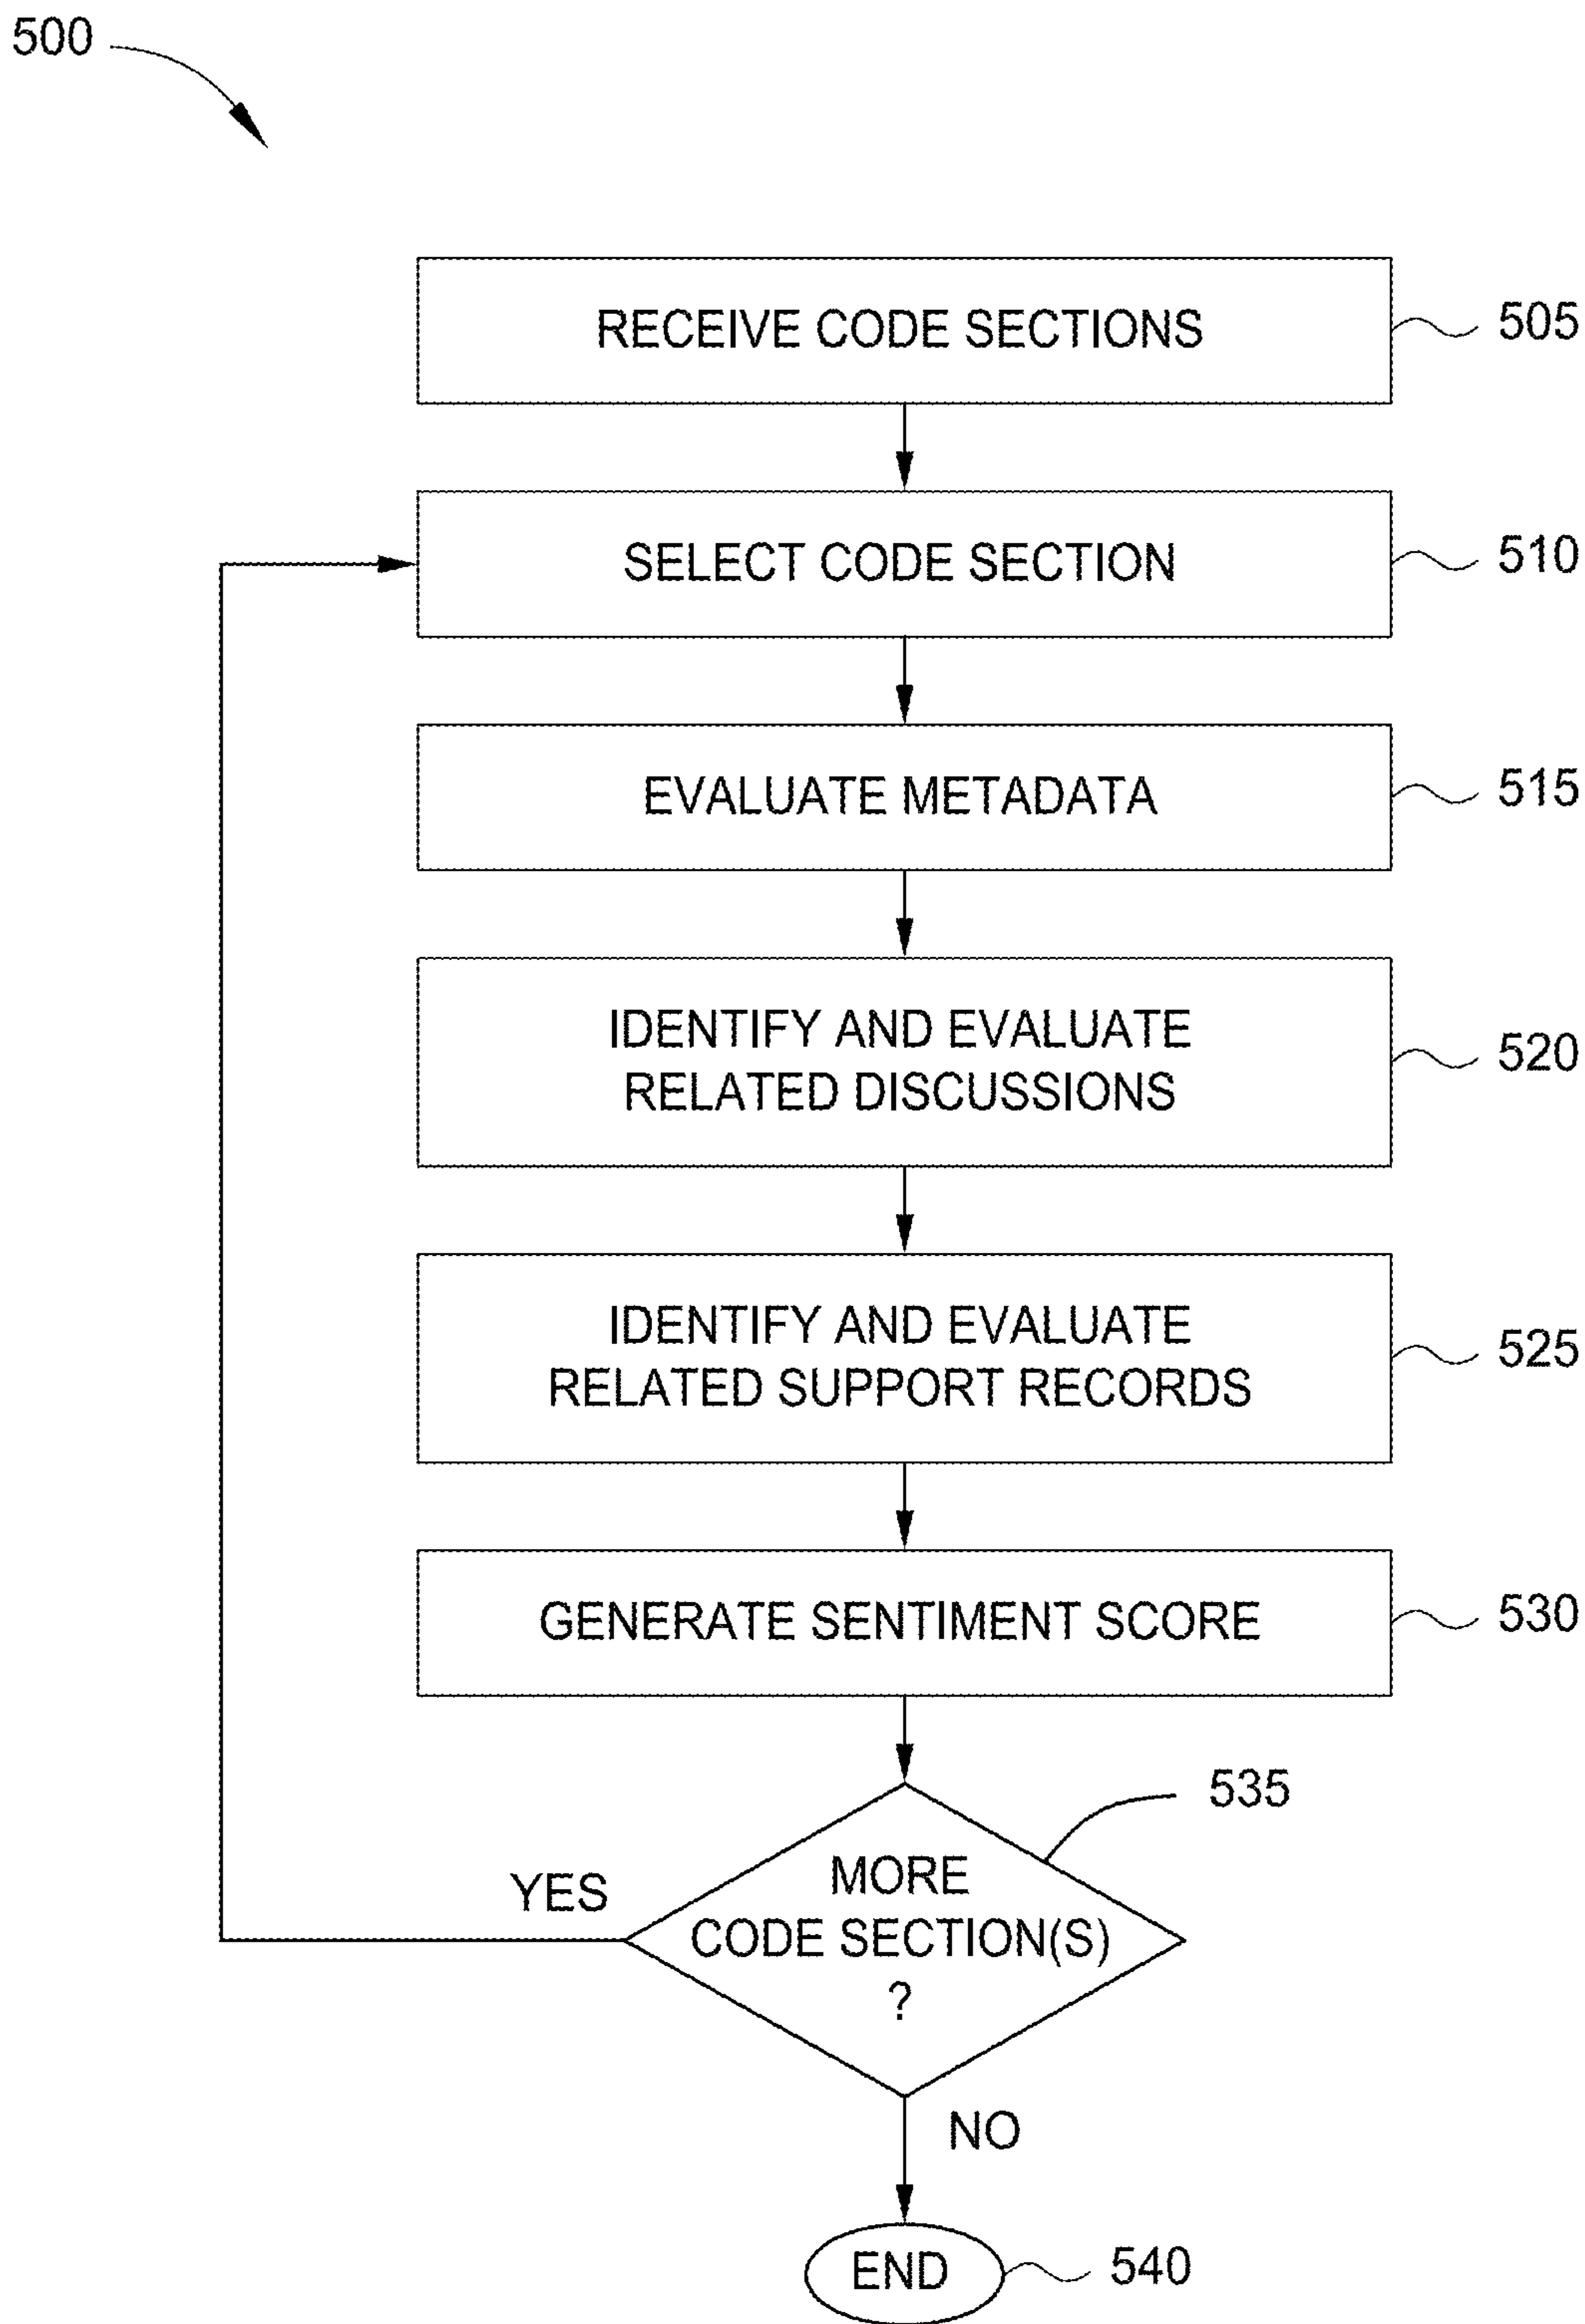 500
RECEIVE CODE SECTIONS
505
SELECT CODE SECTION
510
EVALUATE METADATA
515
IDENTIFY AND EVALUATE
RELATED DISCUSSIONS
520
IDENTIFY AND EVALUATE
RELATED SUPPORT RECORDS
525
GENERATE SENTIMENT SCORE
530
535
MORE
CODE SECTION(S)
?
YES
NO
END
540